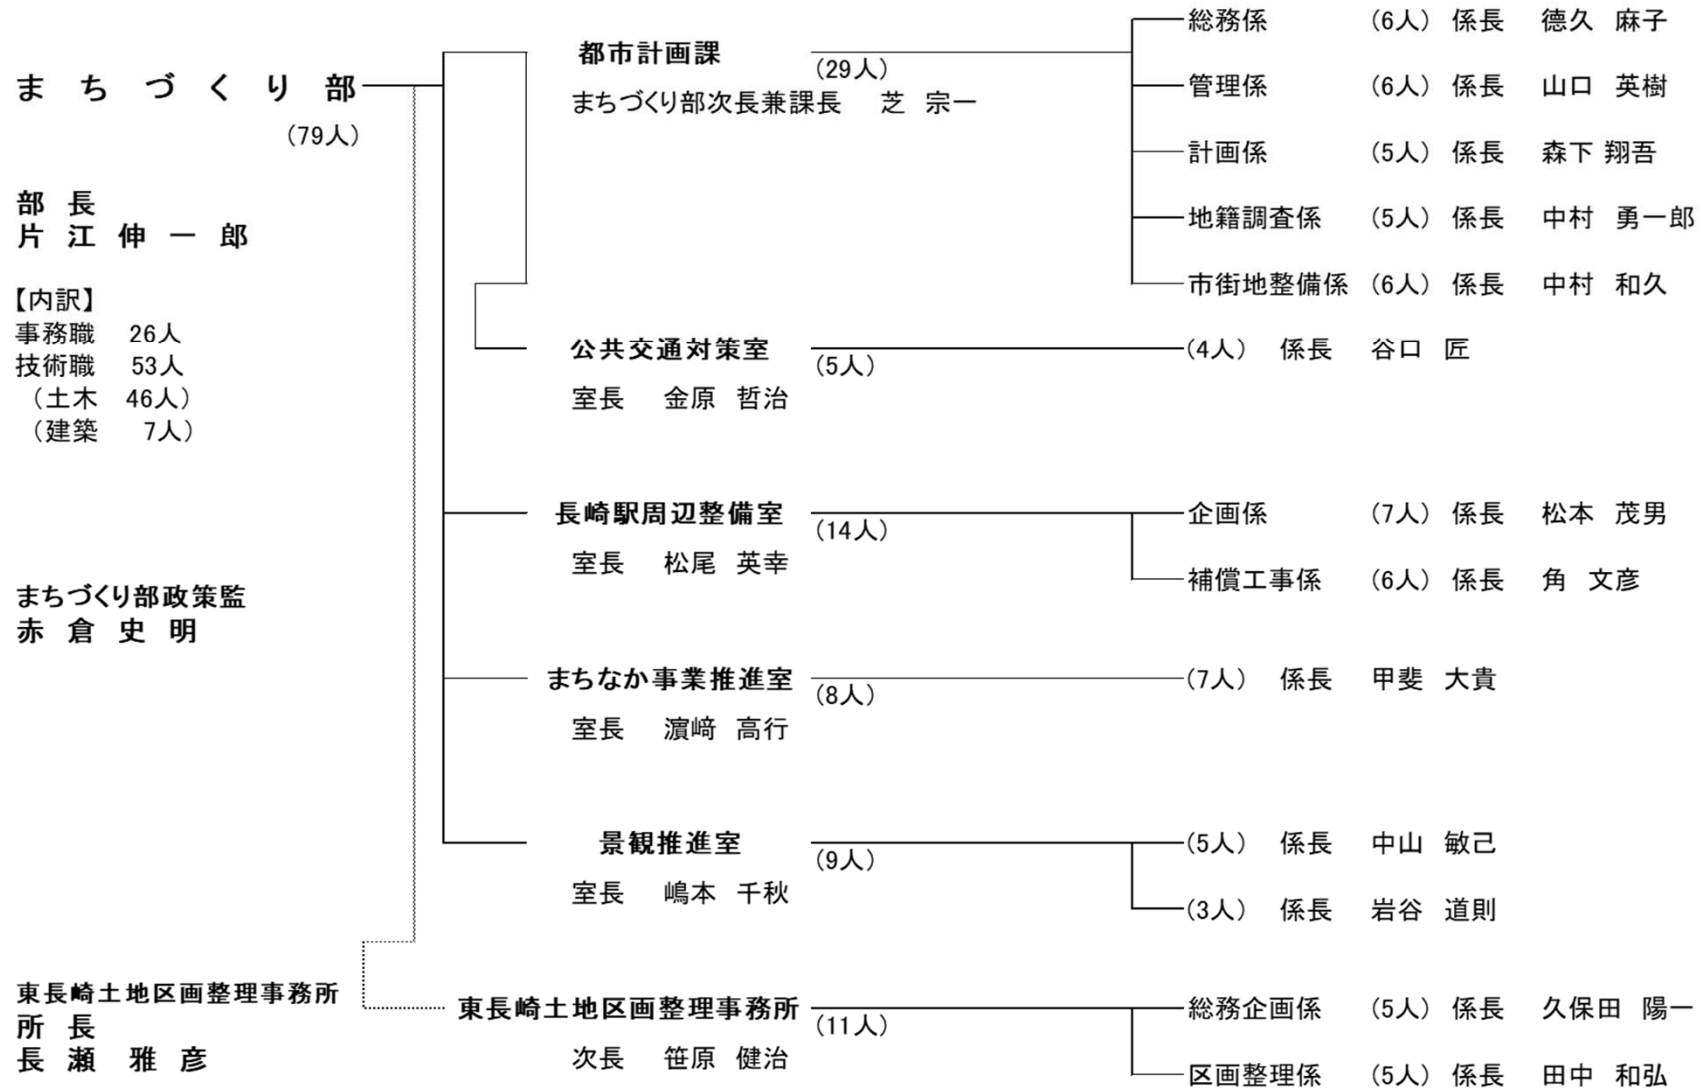 まちづくり部
(79人)
部長
片江伸一郎
【内訳】
事務職 26人
技術職 53人
（土木 46人）
（建築 7人）
まちづくり部政策監
赤倉史明
東長崎土地区画整理事務所
所長
長瀬 雅彦
都市計画課
(29人)
まちづくり部次長兼課長 芝 宗一
総務係 (6人) 係長 德久 麻子
管理係 (6人) 係長 山口 英樹
計画係 (5人) 係長 森下 翔吾
地籍調査係 (5人) 係長 中村 勇一郎
市街地整備係 (6人) 係長 中村 和久
公共交通対策室
(5人)
室長 金原 哲治
(4人) 係長 谷口 匠
長崎駅周辺整備室
(14人)
室長 松尾 英幸
企画係 (7人) 係長 松本 茂男
補償工事係 (6人) 係長 角 文彦
まちなか事業推進室
(8人)
室長 濵﨑 高行
(7人) 係長 甲斐 大貴
景観推進室
(9人)
室長 嶋本 千秋
(5人) 係長 中山 敏己
(3人) 係長 岩谷 道則
東長崎土地区画整理事務所
(11人)
次長 笹原 健治
総務企画係 (5人) 係長 久保田 陽一
区画整理係 (5人) 係長 田中 和弘